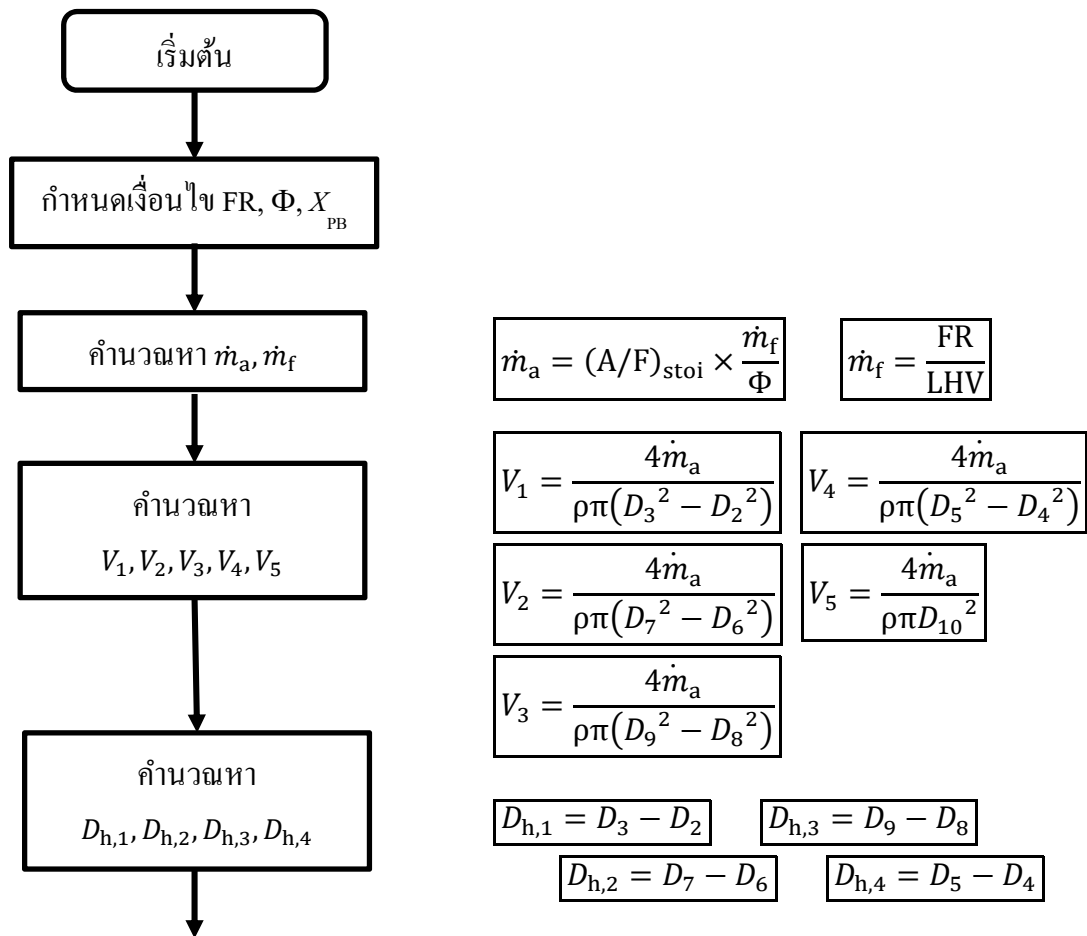 เริ่มต้น
กำหนดเงื่อนไข FR, Φ, X_PB
คำนวณหา ṁ_a, ṁ_f
ṁ_a = (A/F)_stoi × ṁ_f/Φ
ṁ_f = FR/LHV
คำนวณหา
V_1, V_2, V_3, V_4, V_5
V_1 = 4ṁ_a/ρπ(D_3² − D_2²)
V_4 = 4ṁ_a/ρπ(D_5² − D_4²)
V_2 = 4ṁ_a/ρπ(D_7² − D_6²)
V_5 = 4ṁ_a/ρπD_10²
V_3 = 4ṁ_a/ρπ(D_9² − D_8²)
คำนวณหา
D_h,1, D_h,2, D_h,3, D_h,4
D_h,1 = D_3 − D_2
D_h,3 = D_9 − D_8
D_h,2 = D_7 − D_6
D_h,4 = D_5 − D_4